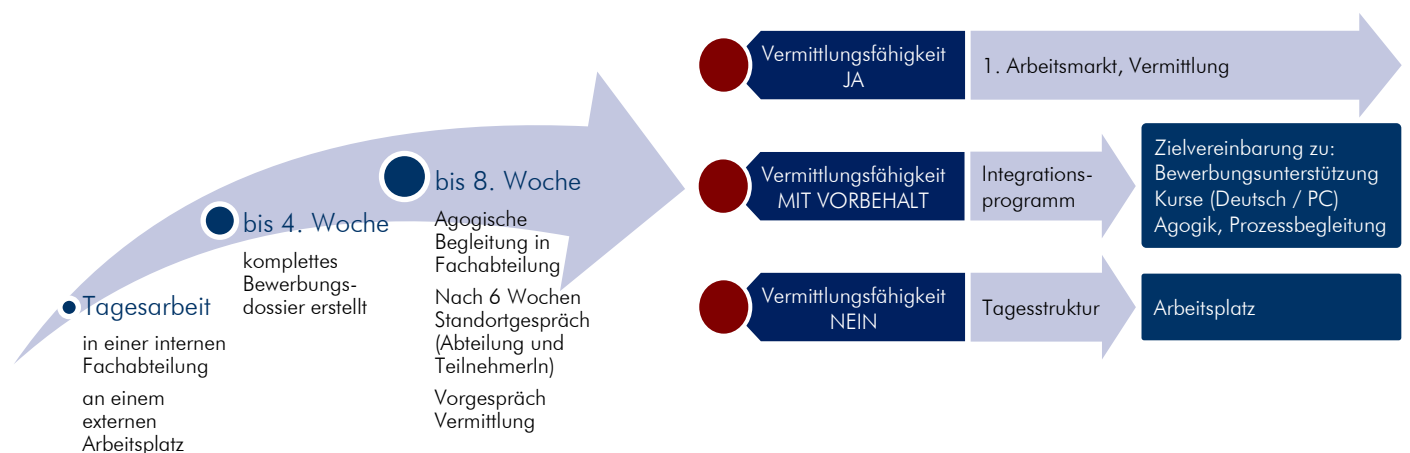 Tagesarbeit
in einer internen
Fachabteilung
an einem
externen
Arbeitsplatz
bis 4. Woche
komplettes
Bewerbungs-
dossier erstellt
bis 8. Woche
Agogische
Begleitung in
Fachabteilung
Nach 6 Wochen
Standortgespräch
(Abteilung und
TeilnehmerIn)
Vorgespräch
Vermittlung
Vermittlungsfähigkeit
JA
1. Arbeitsmarkt, Vermittlung
Vermittlungsfähigkeit
MIT VORBEHALT
Integrations-
programm
Zielvereinbarung zu:
Bewerbungsunterstützung
Kurse (Deutsch / PC)
Agogik, Prozessbegleitung
Vermittlungsfähigkeit
NEIN
Tagesstruktur
Arbeitsplatz